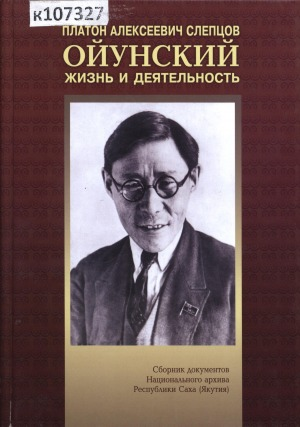 к107327
ПЛАТОН АЛЕКСЕЕВИЧ СЛЕПЦОВ
ОЙУНСКИЙ
ЖИЗНЬ И ДЕЯТЕЛЬНОСТЬ
Сборник документов
Национального архива
Республики Саха (Якутия)